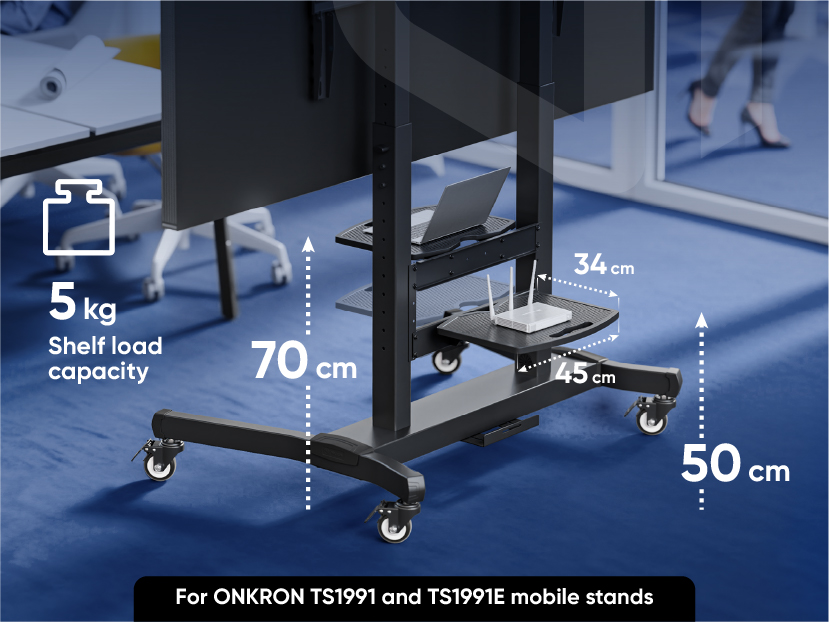 34 cm
5 kg
Shelf load
capacity
70 cm
45 cm
50 cm
For ONKRON TS1991 and TS1991E mobile stands